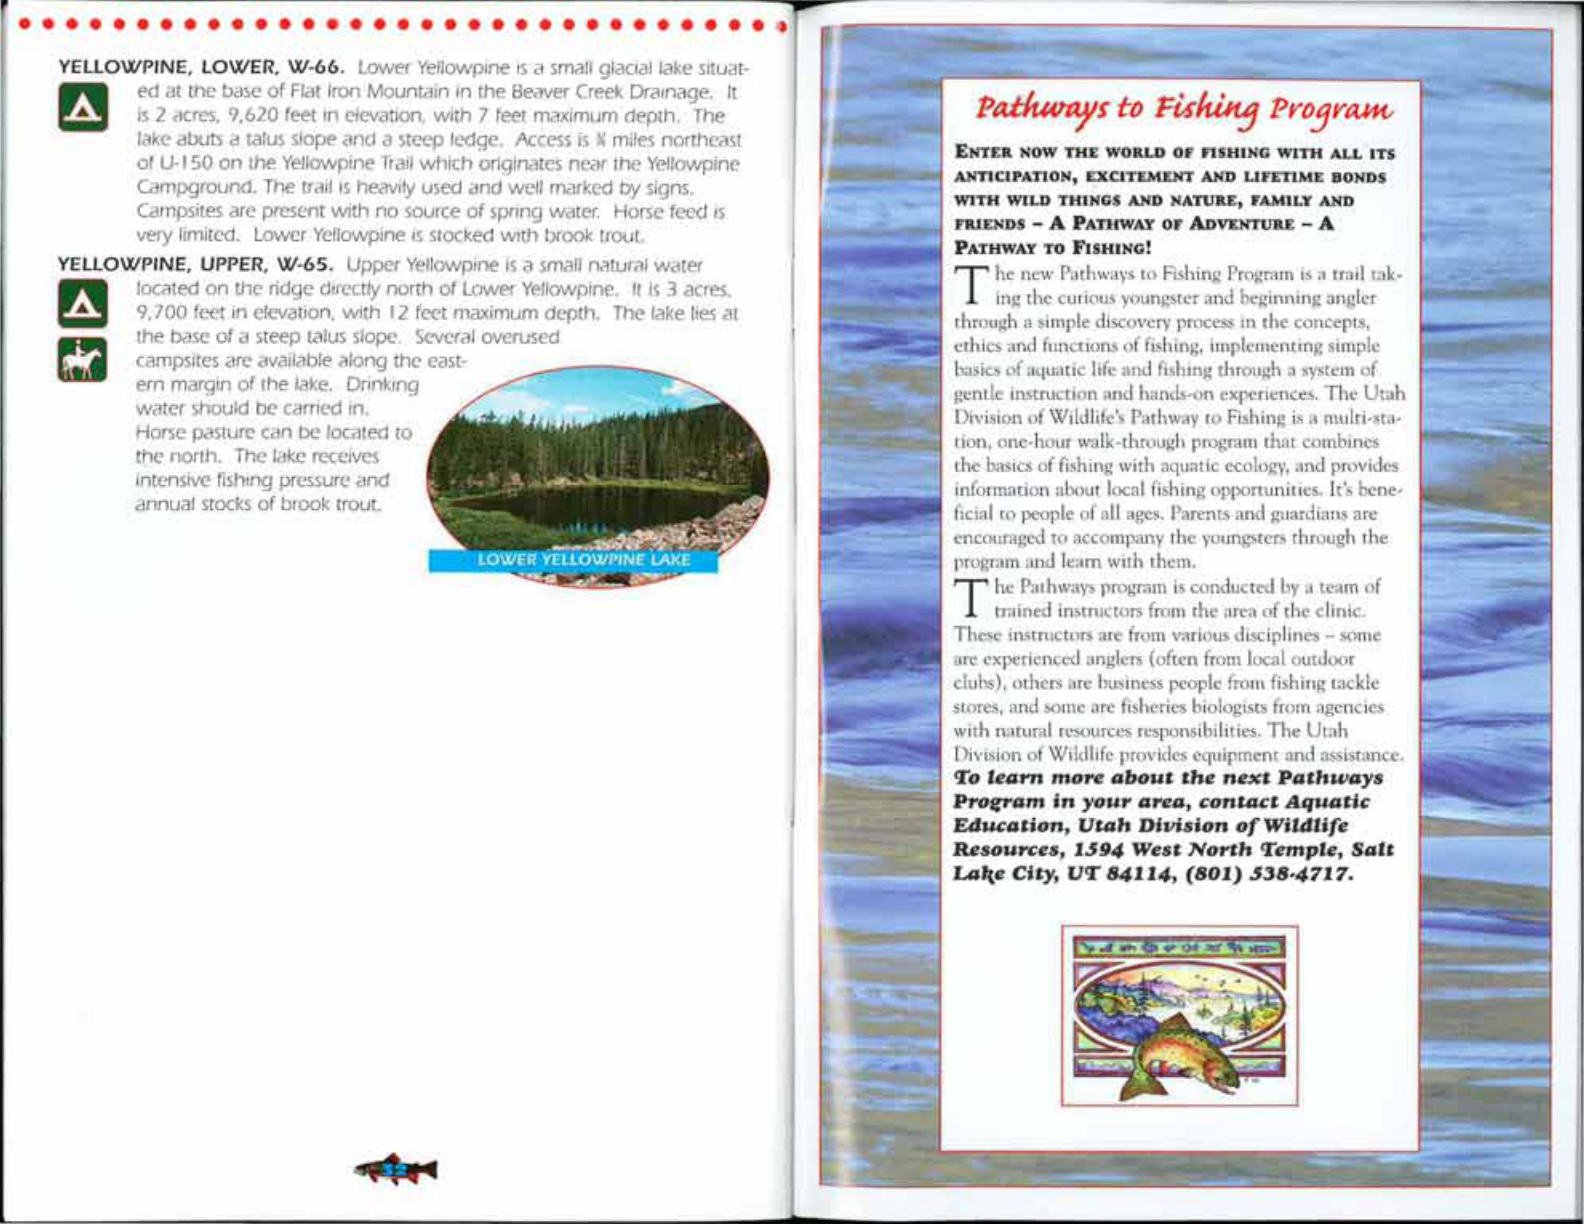 YELLOWPINE, LOWER, W-66. Lower Yellowpine is a small glacial lake situat-
ed at the base of Flat Iron Mountain in the Beaver Creek Drainage. It
is 2 acres, 9,620 feet in elevation, with 7 feet maximum depth. The
lake abuts a talus slope and a steep ledge. Access is miles northeast
of U-150 on the Yellowpine Trail which originates near the Yellowpine
Campground. The trail is heavily used and well marked by signs.
Campsites are present with no source of spring water. Horse feed is
very limited. Lower Yellowpine is stocked with brook trout.
YELLOWPINE, UPPER, W-65. Upper Yellowpine is a small natural water
located on the ridge directly north of Lower Yellowpine. It is 3 acres,
9,700 feet in elevation, with 12 feet maximum depth. The lake lies at
the base of a steep talus slope. Several overused
campsites are available along the east-
ern margin of the lake. Drinking
water should be carried in.
Horse pasture can be located to
the north. The lake receives
intensive fishing pressure and
annual stocks of brook trout.
LOWER YELLOWPINE LAKE
32
Pathways to Fishing Program
ENTER NOW THE WORLD OF FISHING WITH ALL ITS
ANTICIPATION, EXCITEMENT AND LIFETIME BONDS
WITH WILD THINGS AND NATURE, FAMILY AND
FRIENDS – A PATHWAY OF ADVENTURE – A
PATHWAY TO FISHING!
The new Pathways to Fishing Program is a trail tak-
ing the curious youngster and beginning angler
through a simple discovery process in the concepts,
ethics and functions of fishing, implementing simple
basics of aquatic life and fishing through a system of
gentle instruction and hands-on experiences. The Utah
Division of Wildlife's Pathway to Fishing is a multi-sta-
tion, one-hour walk-through program that combines
the basics of fishing with aquatic ecology, and provides
information about local fishing opportunities. It's bene-
ficial to people of all ages. Parents and guardians are
encouraged to accompany the youngsters through the
program and learn with them.
The Pathways program is conducted by a team of
trained instructors from the area of the clinic.
These instructors are from various disciplines – some
are experienced anglers (often from local outdoor
clubs), others are business people from fishing tackle
stores, and some are fisheries biologists from agencies
with natural resources responsibilities. The Utah
Division of Wildlife provides equipment and assistance.
To learn more about the next Pathways
Program in your area, contact Aquatic
Education, Utah Division of Wildlife
Resources, 1594 West North Temple, Salt
Lake City, UT 84114, (801) 538-4717.